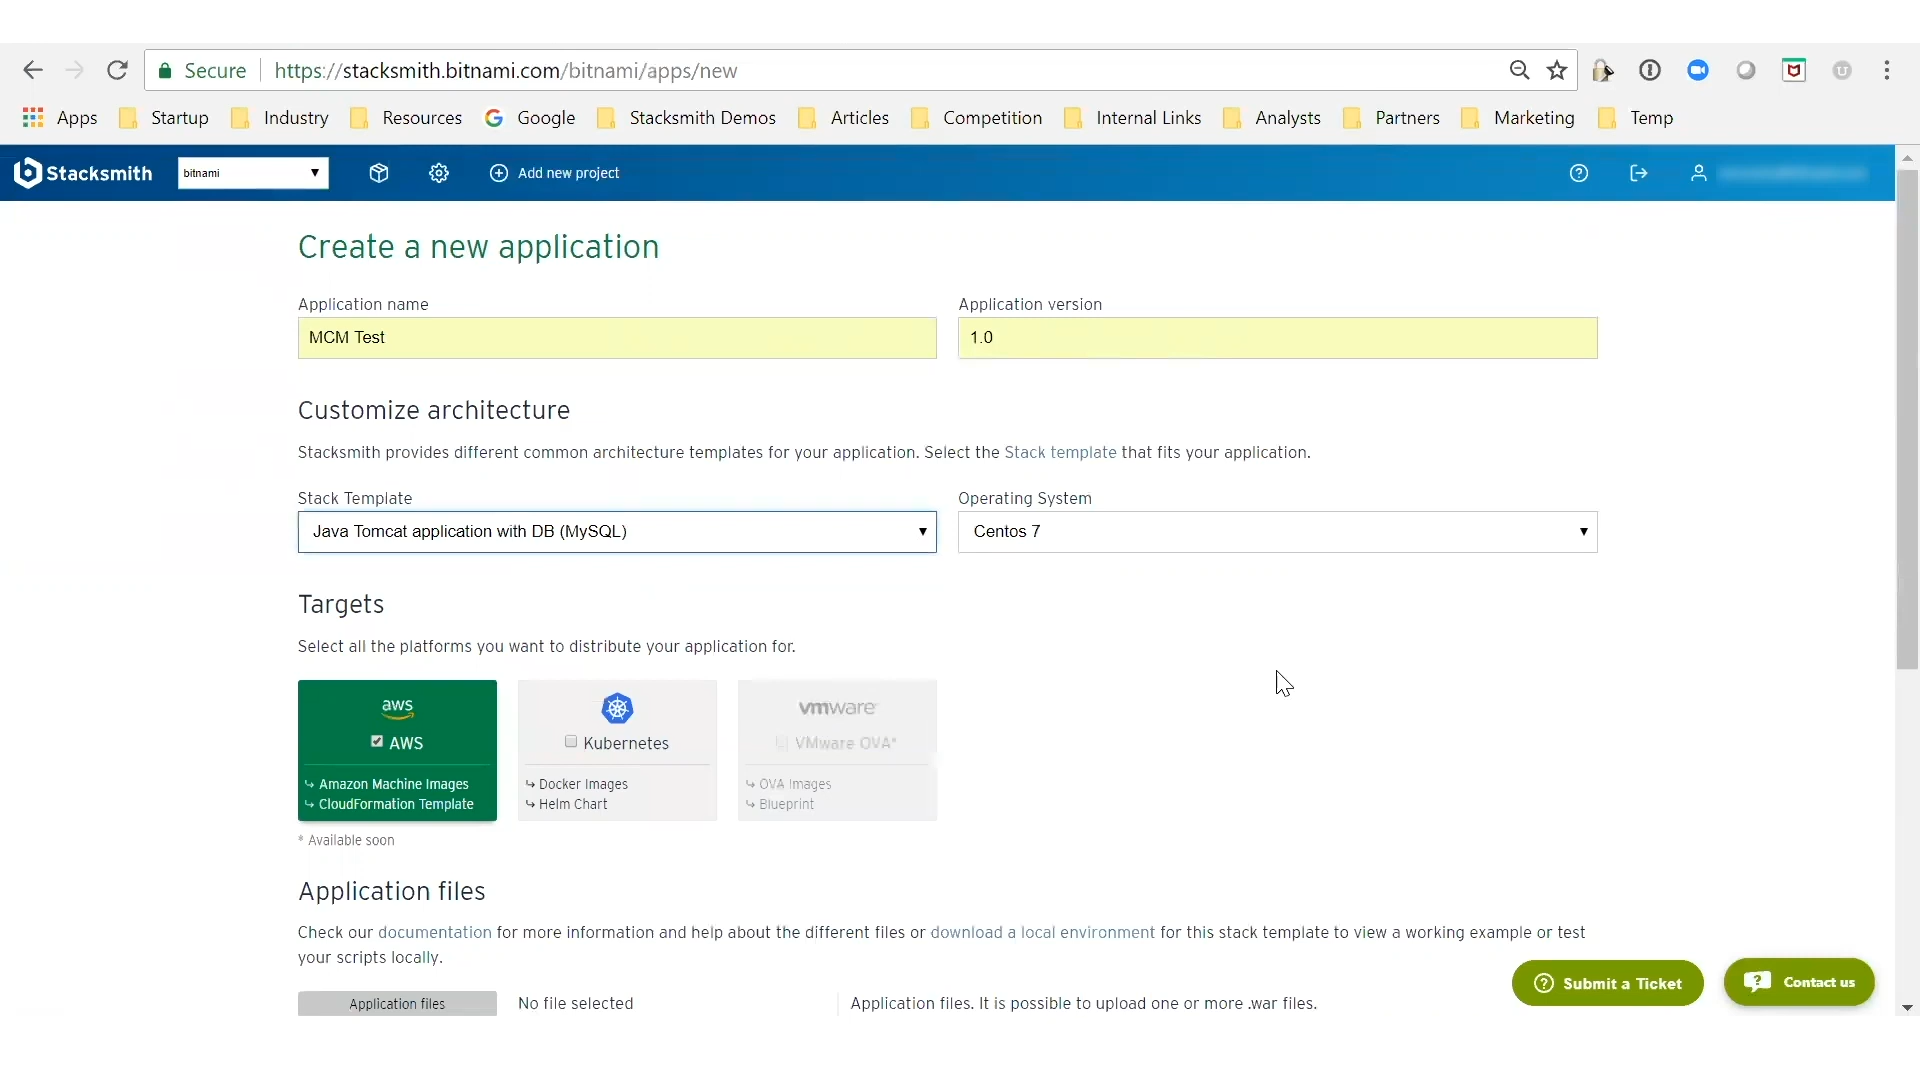 Secure
https://stacksmith.bitnami.com/bitnami/apps/new
Apps Startup Industry Resources Google Stacksmith Demos Articles Competition Internal Links Analysts Partners Marketing Temp
Stacksmith bitnami Add new project
Create a new application
Application name Application version
MCM Test 1.0
Customize architecture
Stacksmith provides different common architecture templates for your application. Select the Stack template that fits your application.
Stack Template Operating System
Java Tomcat application with DB (MySQL) Centos 7
Targets
Select all the platforms you want to distribute your application for.
aws vmware
AWS Kubernetes VMware OVA*
Amazon Machine Images Docker Images OVA Images
CloudFormation Template Helm Chart Blueprint
* Available soon
Application files
Check our documentation for more information and help about the different files or download a local environment for this stack template to view a working example or test
your scripts locally.
Submit a Ticket Contact us
Application files No file selected Application files. It is possible to upload one or more .war files.